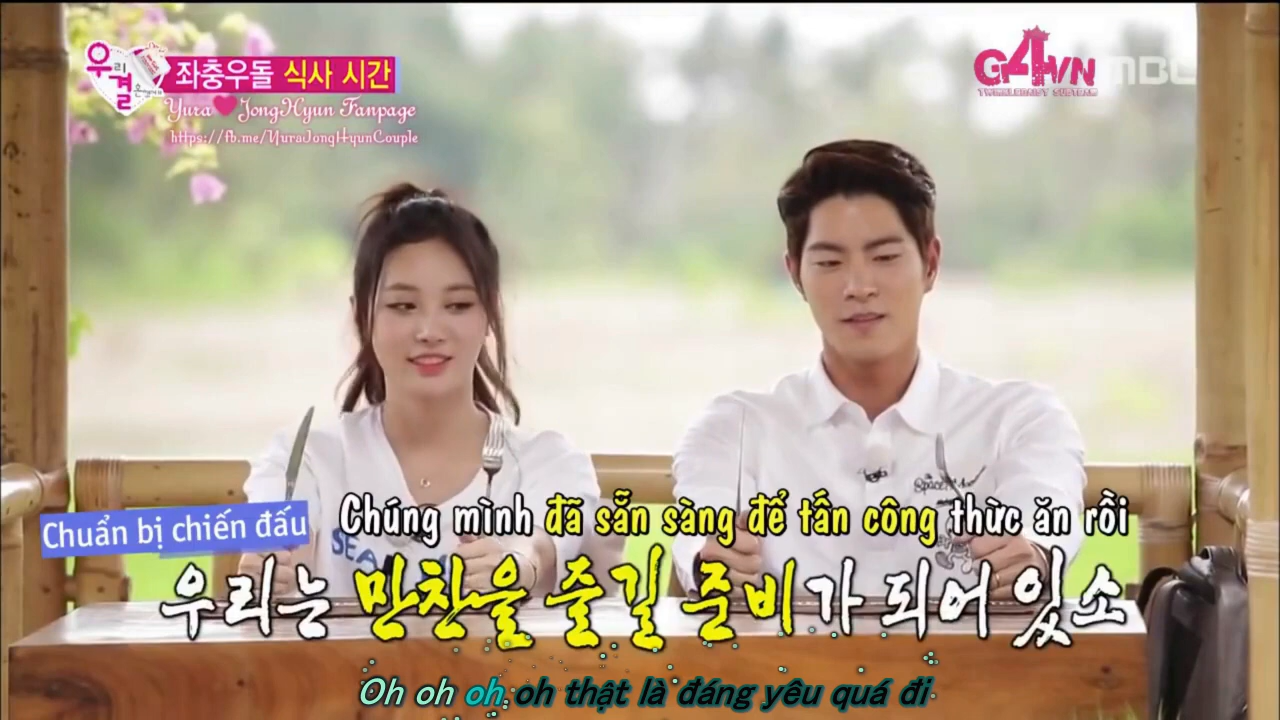 우리 결혼했어요
좌충우돌 식사 시간
G4VN
MBC
TWINKLEDAISY SUBTEAM
Yura JongHyun Fanpage
https://fb.me/YuraJongHyunCouple
Chuẩn bị chiến đấu
Chúng mình đã sẵn sàng để tấn công thức ăn rồi
SEA
우리는 만찬을 즐길 준비가 되어 있소
Oh oh oh oh thật là đáng yêu quá đi